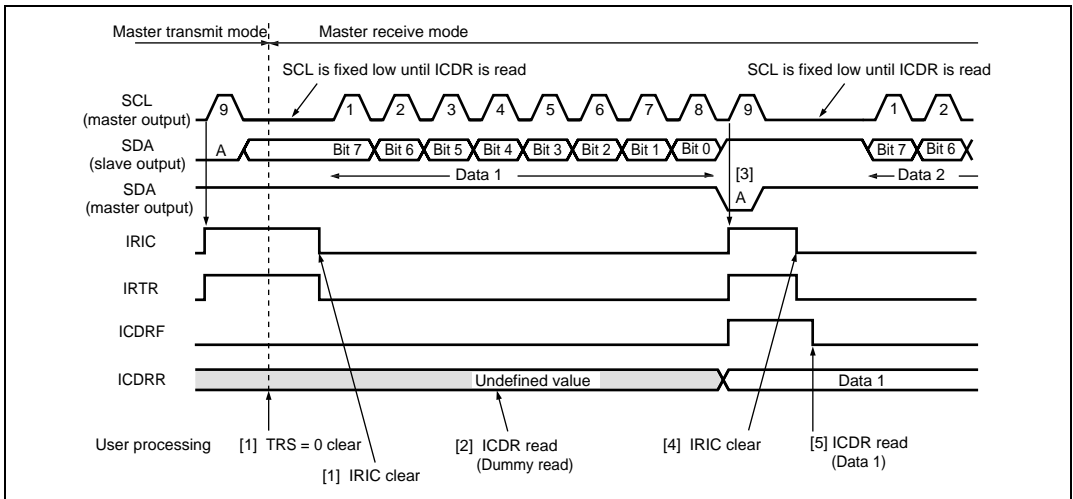 Master transmit mode Master receive mode
SCL is fixed low until ICDR is read SCL is fixed low until ICDR is read
SCL
(master output)
9 1 2 3 4 5 6 7 8 9 1 2
SDA
(slave output)
A Bit 7 Bit 6 Bit 5 Bit 4 Bit 3 Bit 2 Bit 1 Bit 0 Bit 7 Bit 6
Data 1 [3] Data 2
SDA
(master output)
A
IRIC
IRTR
ICDRF
ICDRR
Undefined value Data 1
User processing [1] TRS = 0 clear [2] ICDR read
(Dummy read)
[4] IRIC clear [5] ICDR read
(Data 1)
[1] IRIC clear